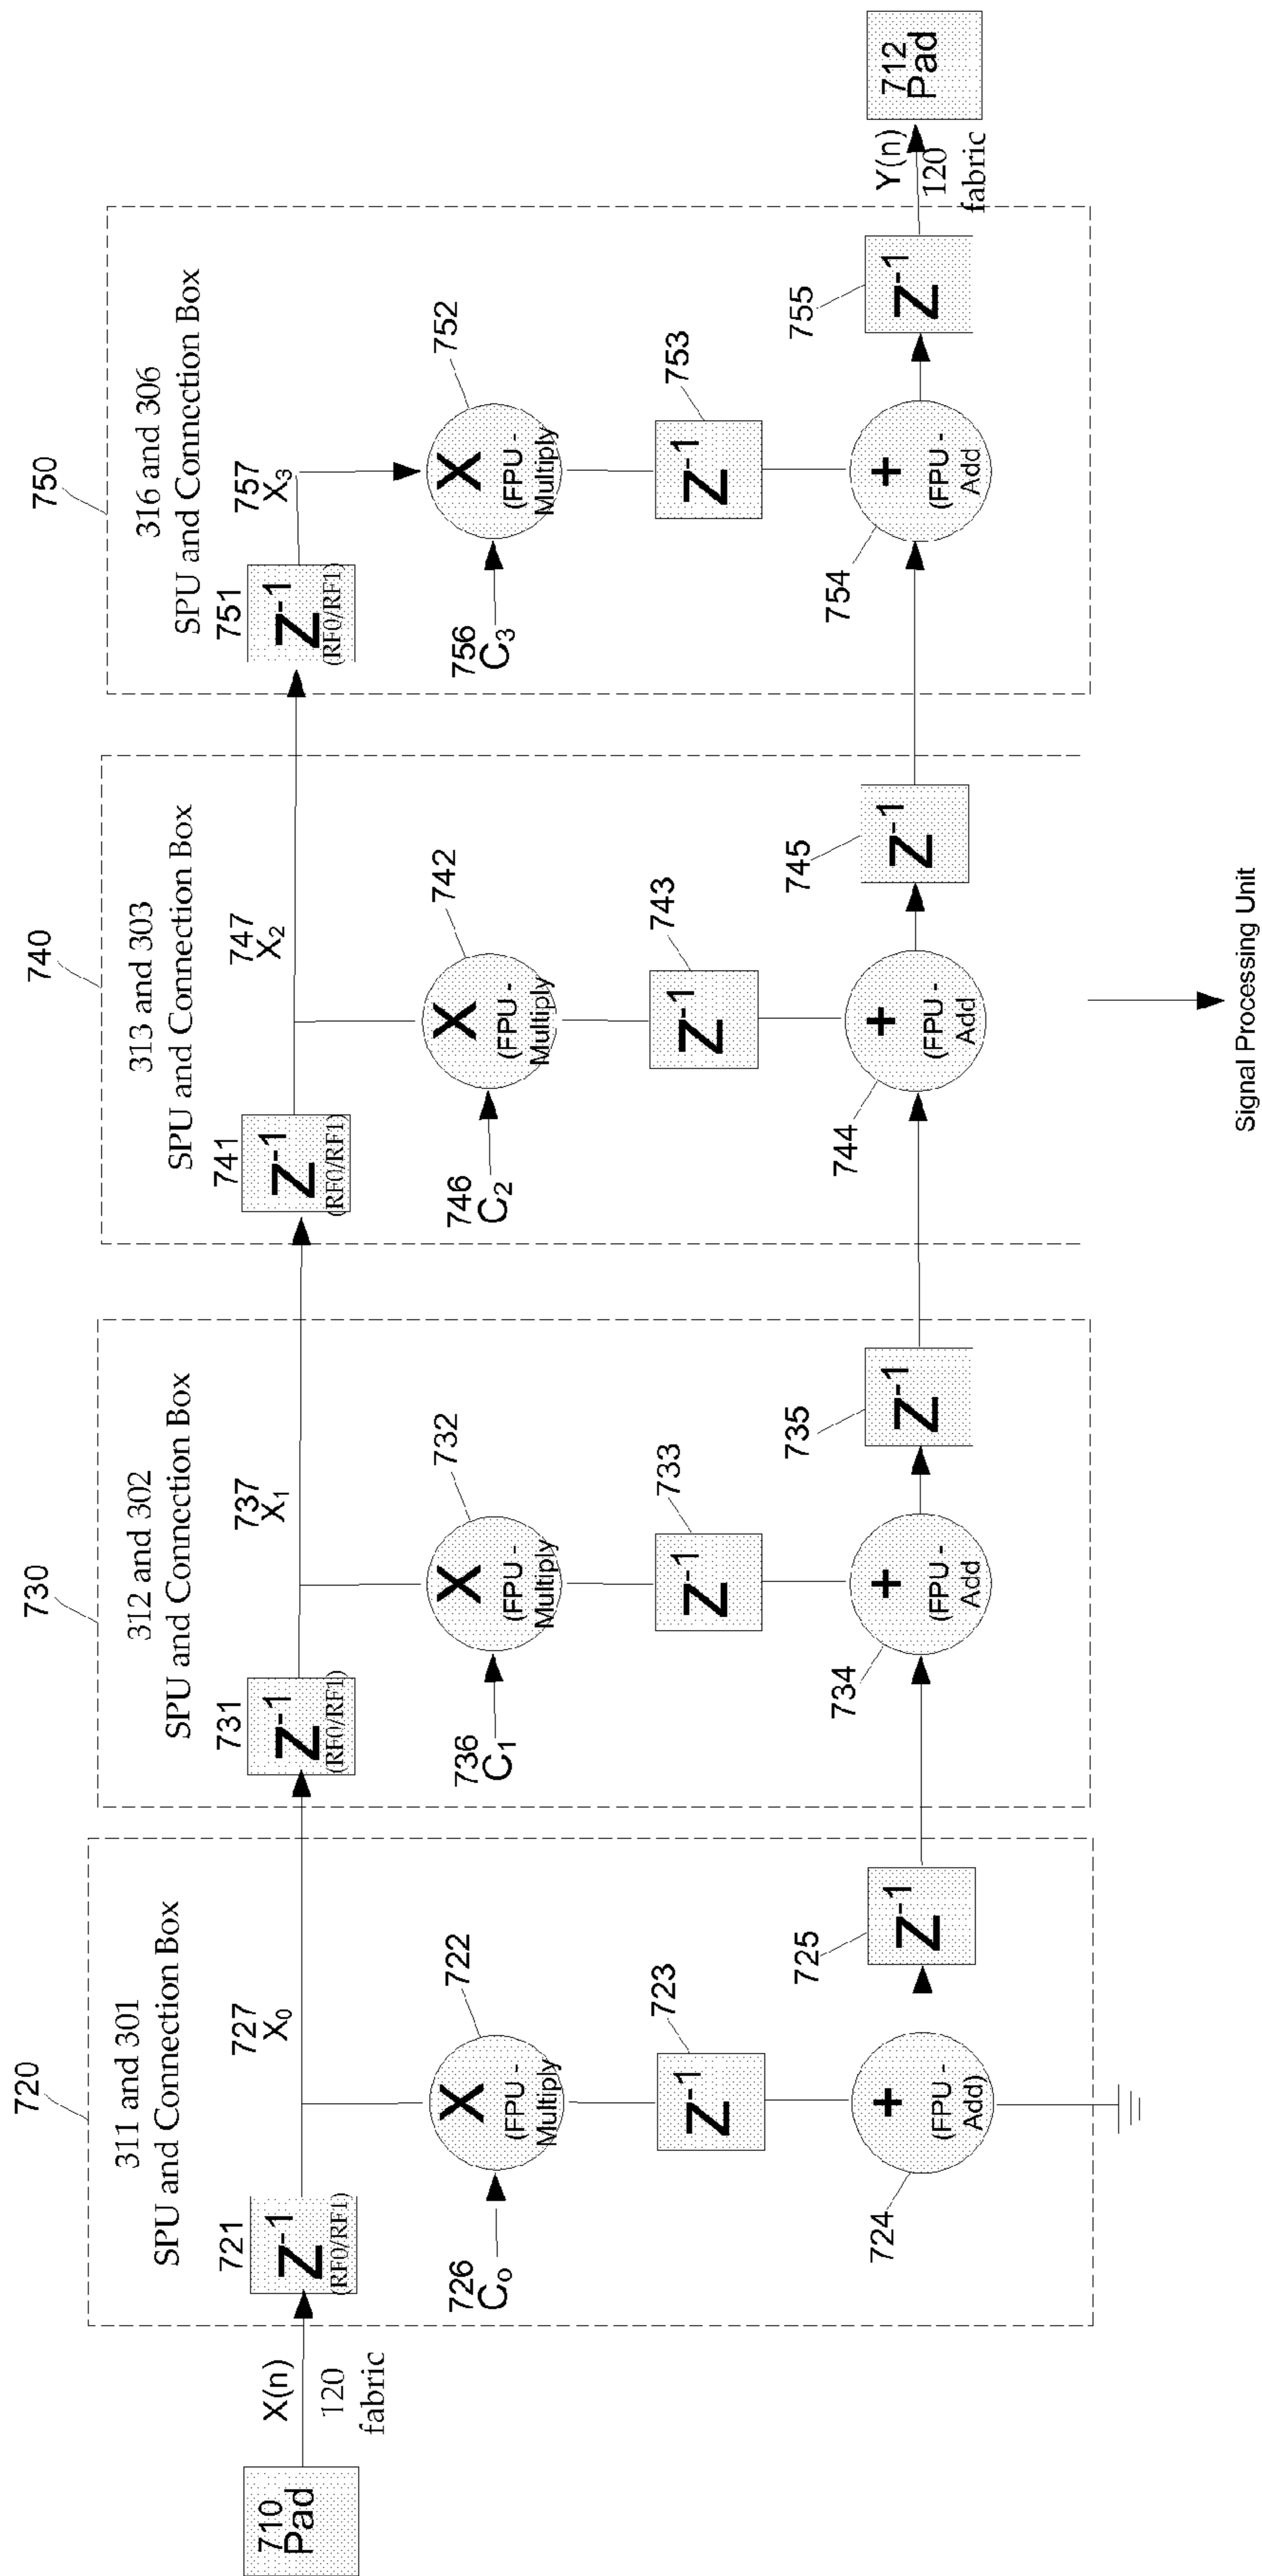 710
Pad
X(n)
120
fabric
720
311 and 301
SPU and Connection Box
721
Z-1
(RF0/RF1)
727
X0
726
Co
X
(FPU -
Multiply
722
723
Z-1
724
+
(FPU -
Add)
725
Z-1
730
312 and 302
SPU and Connection Box
731
Z-1
(RF0/RF1)
737
X1
736
C1
X
(FPU -
Multiply
732
733
Z-1
734
+
(FPU -
Add
735
Z-1
740
313 and 303
SPU and Connection Box
741
Z-1
(RF0/RF1)
747
X2
746
C2
X
(FPU -
Multiply
742
743
Z-1
744
+
(FPU -
Add
745
Z-1
750
316 and 306
SPU and Connection Box
751
Z-1
(RF0/RF1)
757
X3
756
C3
X
(FPU -
Multiply
752
753
Z-1
754
+
(FPU -
Add
755
Z-1
Y(n)
120
fabric
712
Pad
Signal Processing Unit